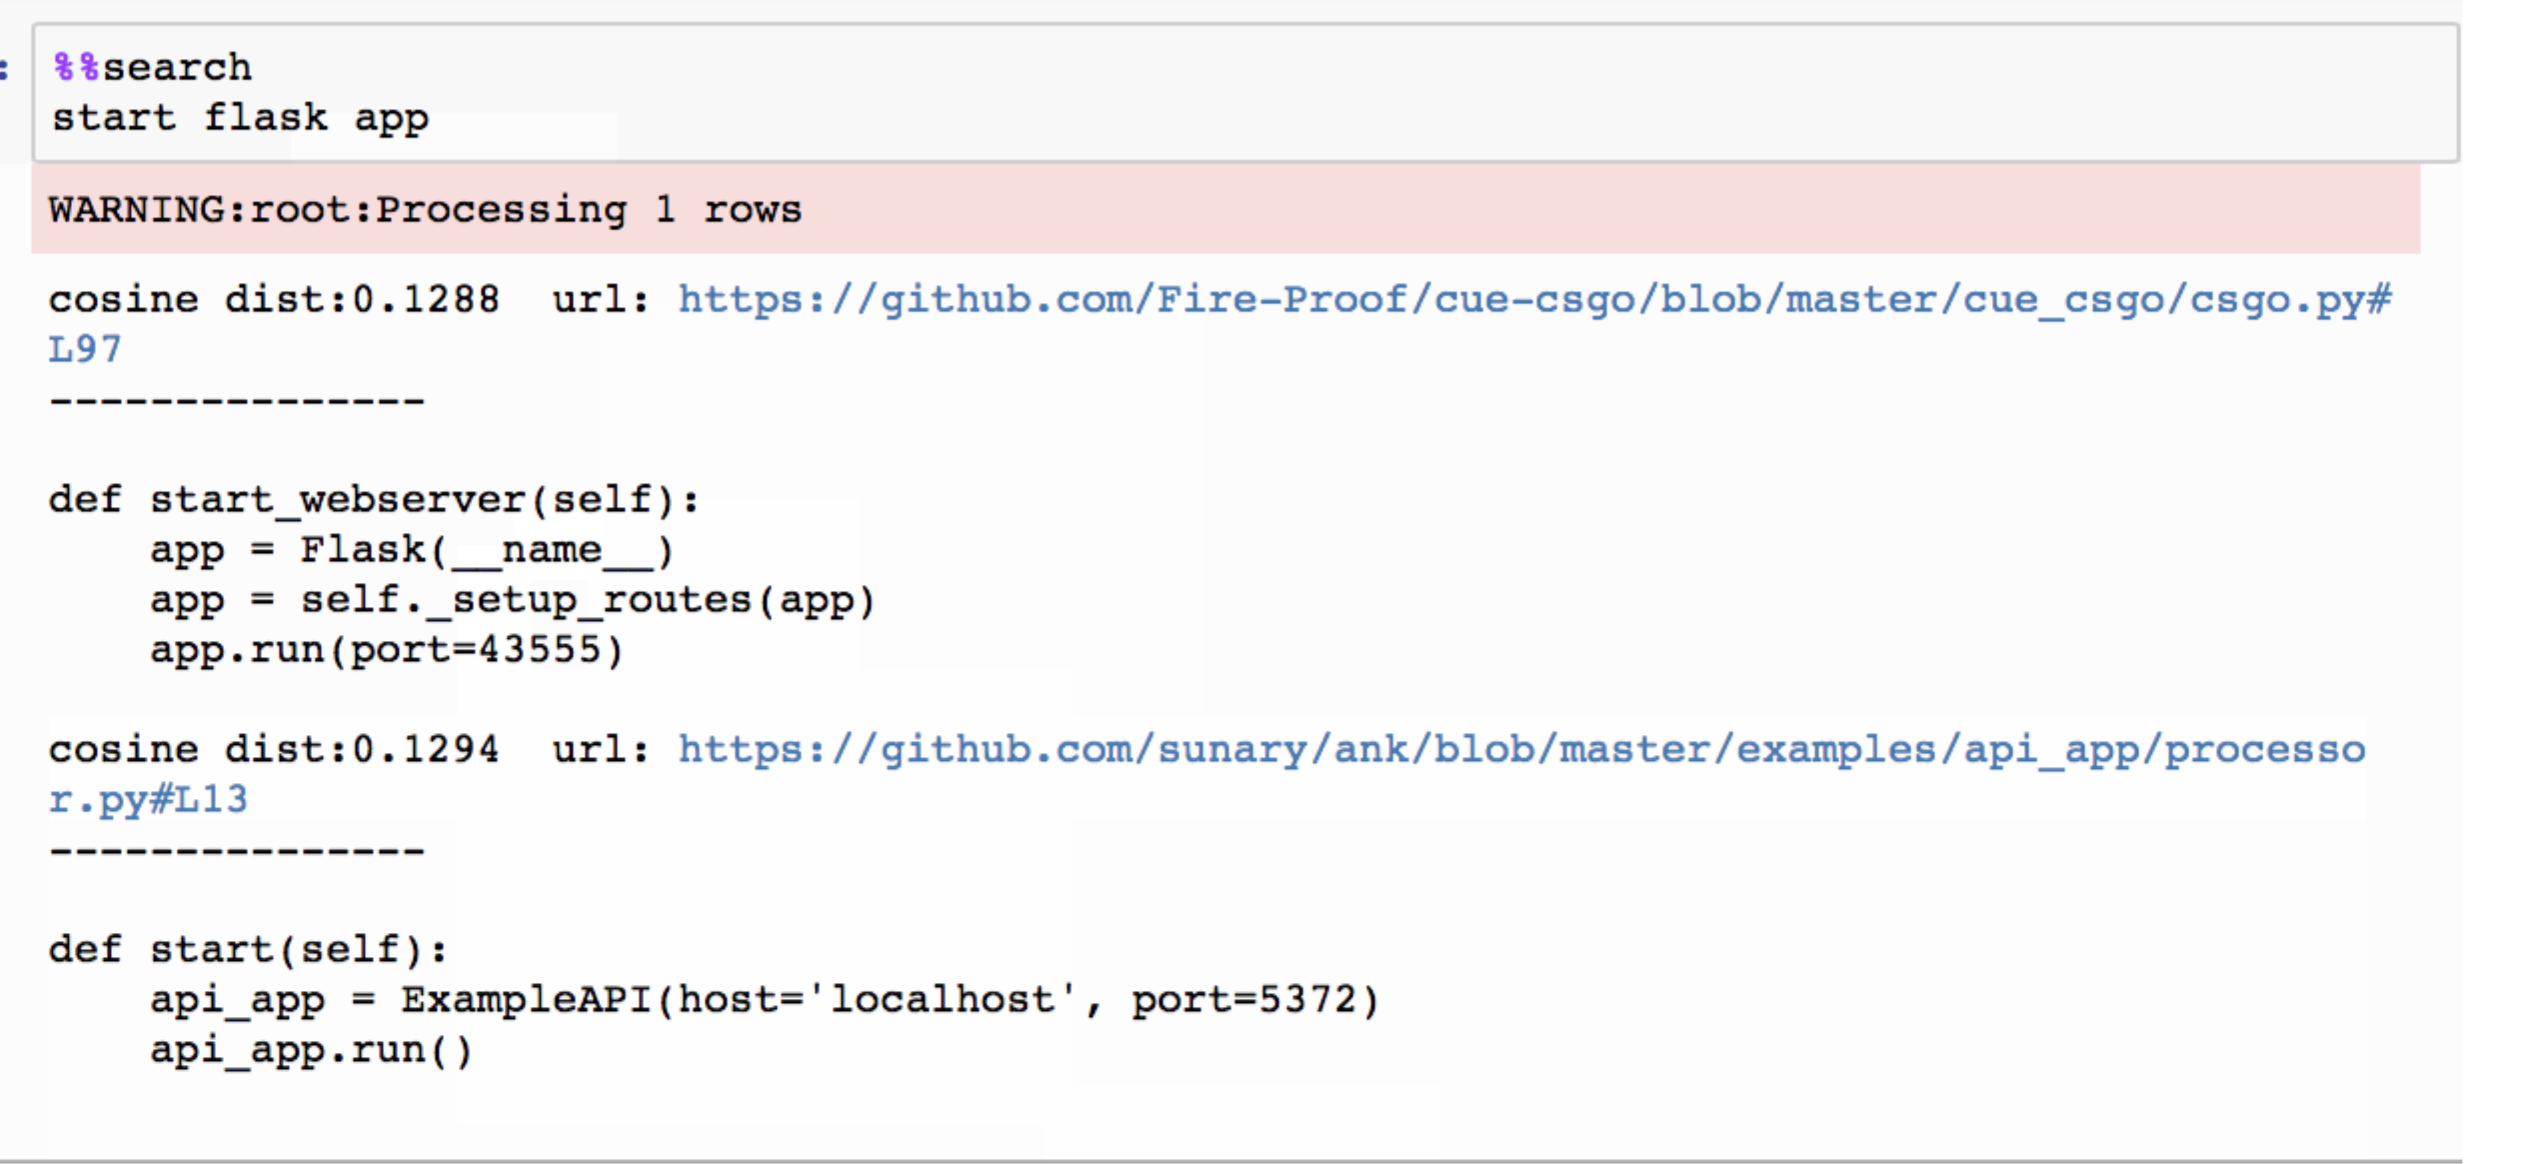 :
%%search
start flask app
WARNING:root:Processing 1 rows
cosine dist:0.1288  url: https://github.com/Fire-Proof/cue-csgo/blob/master/cue_csgo/csgo.py#
L97
---------------
def start_webserver(self):
    app = Flask(__name__)
    app = self._setup_routes(app)
    app.run(port=43555)
cosine dist:0.1294  url: https://github.com/sunary/ank/blob/master/examples/api_app/processo
r.py#L13
---------------
def start(self):
    api_app = ExampleAPI(host='localhost', port=5372)
    api_app.run()